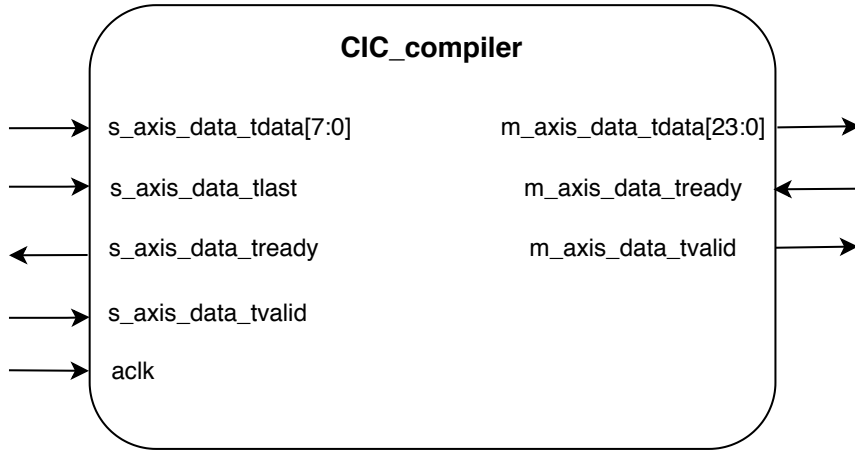 CIC_compiler
s_axis_data_tdata[7:0]
m_axis_data_tdata[23:0]
s_axis_data_tlast
m_axis_data_tready
s_axis_data_tready
m_axis_data_tvalid
s_axis_data_tvalid
aclk